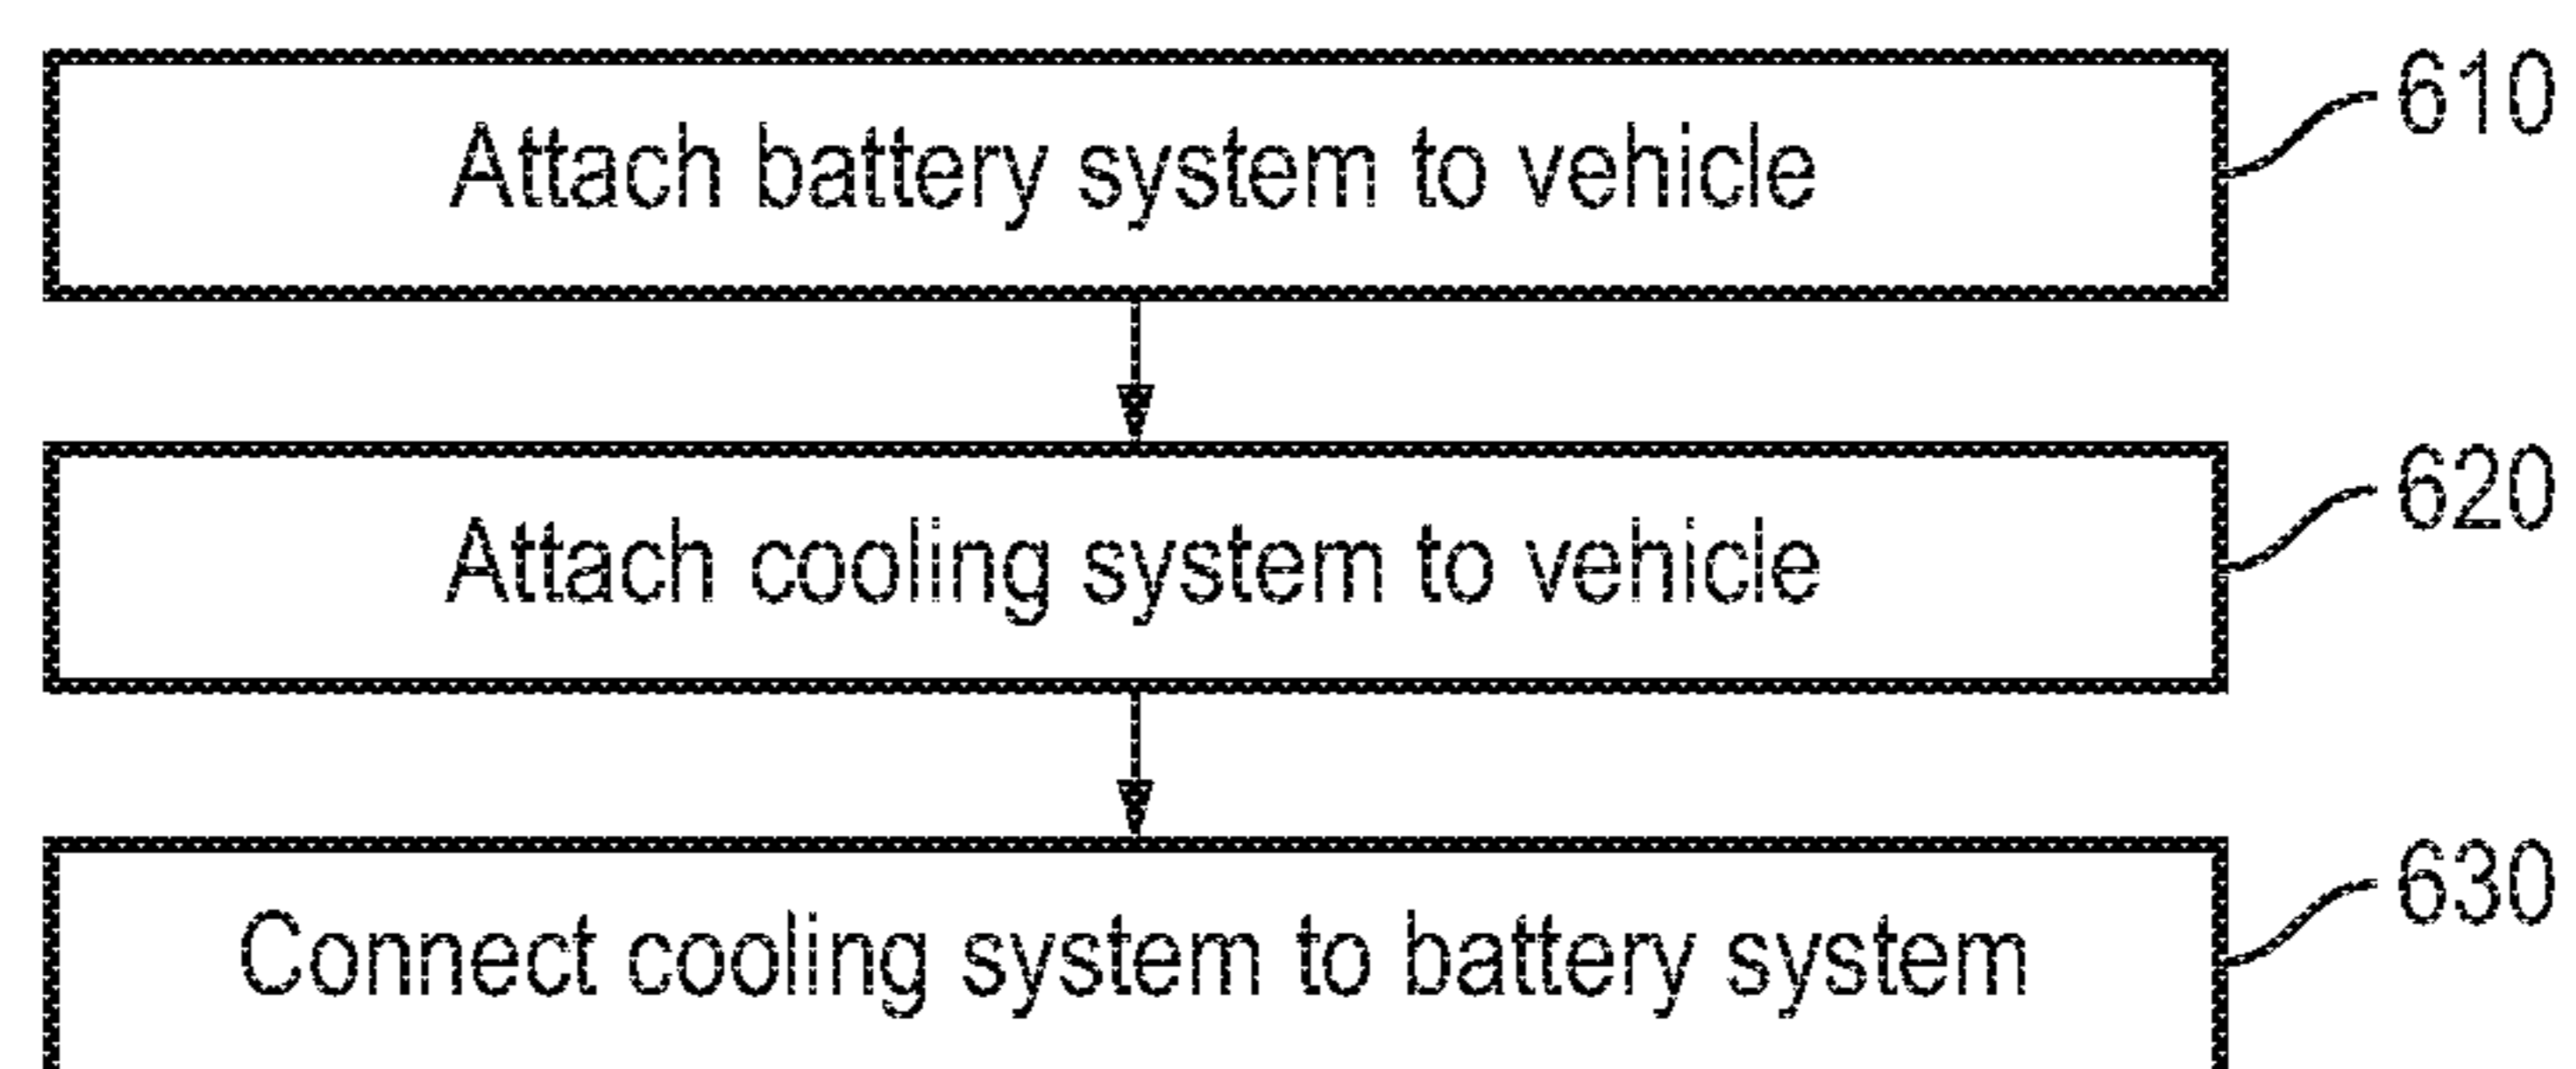 Attach battery system to vehicle 610
Attach cooling system to vehicle 620
Connect cooling system to battery system 630